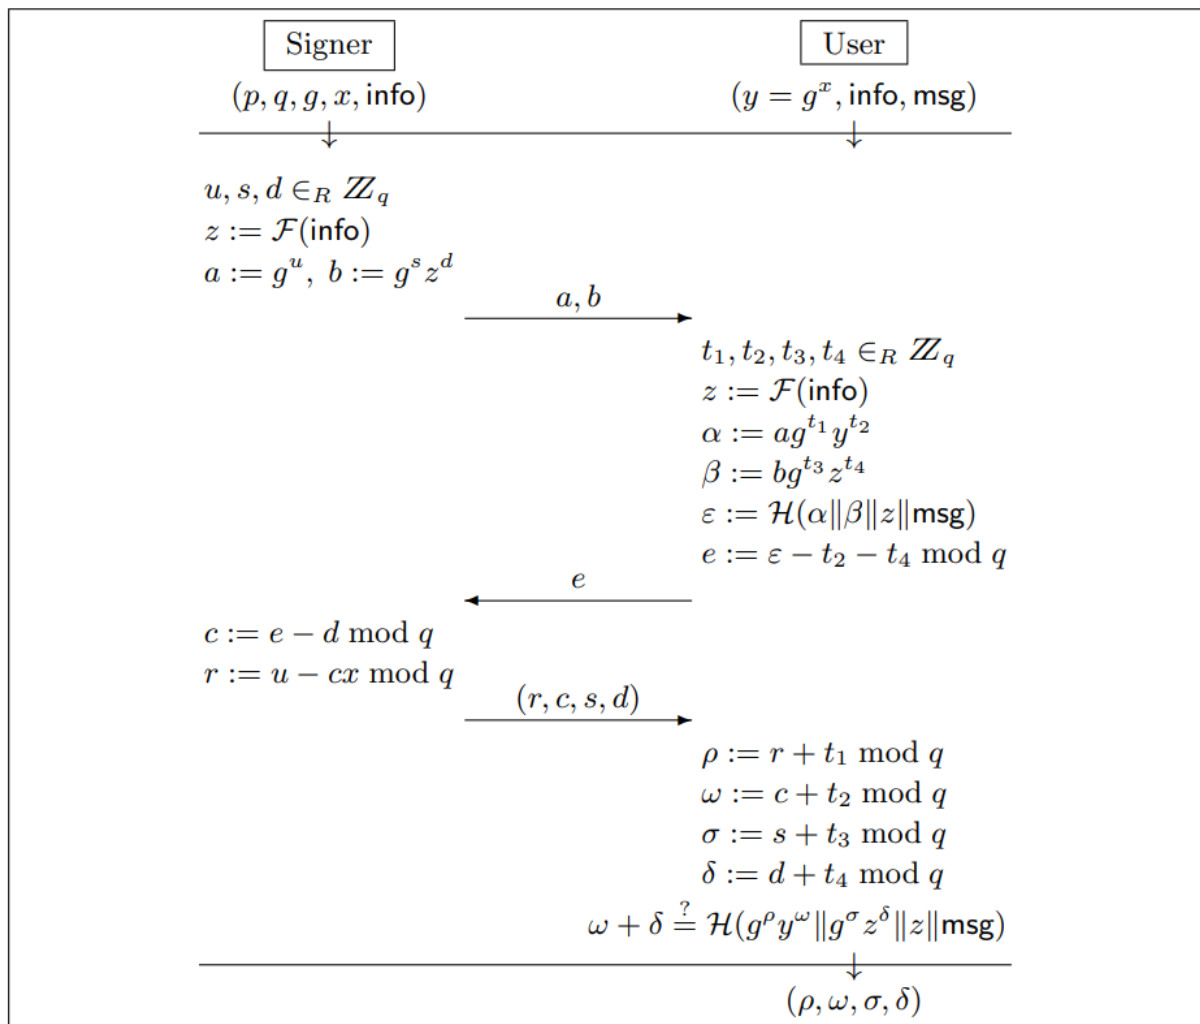 Signer User
(p, q, g, x, info) (y = g^x, info, msg)
u, s, d ∈_R ℤ_q
z := ℱ(info)
a := g^u, b := g^s z^d
a, b
t_1, t_2, t_3, t_4 ∈_R ℤ_q
z := ℱ(info)
α := ag^{t_1} y^{t_2}
β := bg^{t_3} z^{t_4}
ε := ℋ(α‖β‖z‖msg)
e := ε − t_2 − t_4 mod q
e
c := e − d mod q
r := u − cx mod q
(r, c, s, d)
ρ := r + t_1 mod q
ω := c + t_2 mod q
σ := s + t_3 mod q
δ := d + t_4 mod q
ω + δ ≟ ℋ(g^ρ y^ω‖g^σ z^δ‖z‖msg)
(ρ, ω, σ, δ)